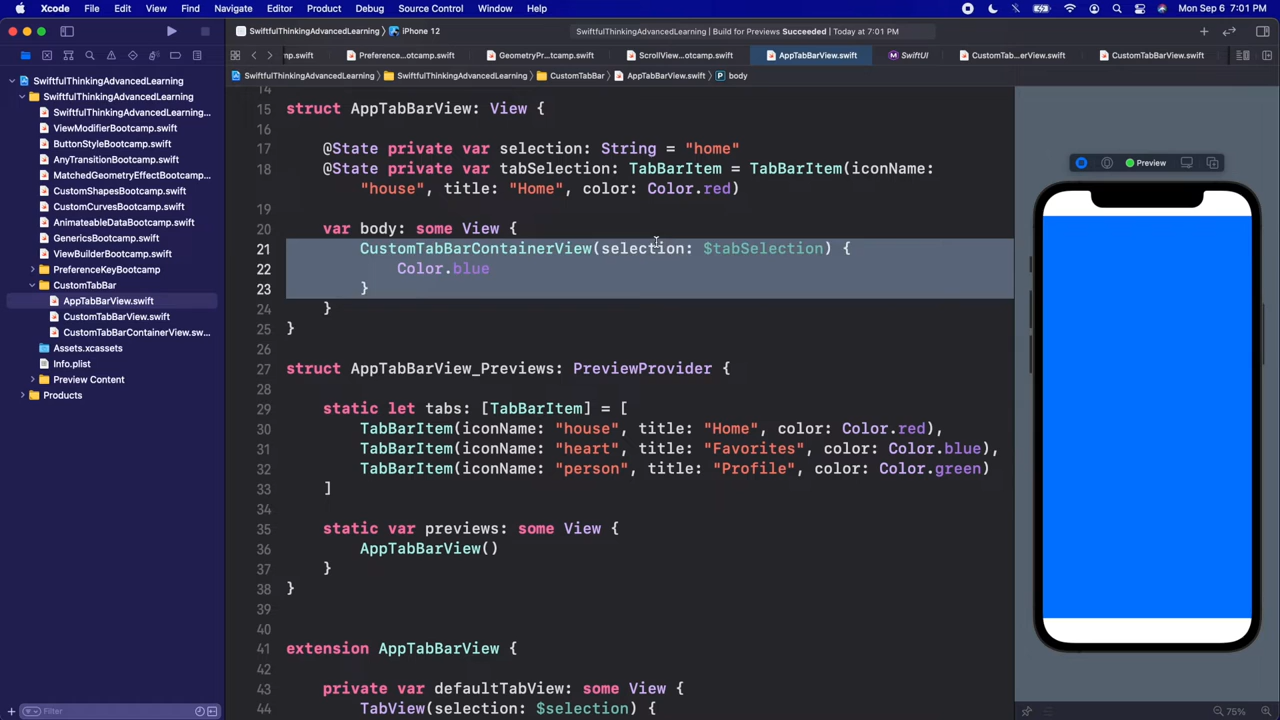 Xcode File Edit View Find Navigate Editor Product Debug Source Control Window Help Mon Sep 6 7:01 PM
SwiftfulThinkingAdvancedLearning iPhone 12 SwiftfulThinkingAdvancedLearning | Build for Previews Succeeded | Today at 7:01 PM
np.swift Preference...otcamp.swift GeometryPr...tcamp.swift ScrollView...otcamp.swift AppTabBarView.swift SwiftUI CustomTab...erView.swift CustomTabBarView.swift
SwiftfulThinkingAdvancedLearning SwiftfulThinkingAdvancedLearning CustomTabBar AppTabBarView.swift body
SwiftfulThinkingAdvancedLearning
SwiftfulThinkingAdvancedLearning
SwiftfulThinkingAdvancedLearning...
ViewModifierBootcamp.swift
ButtonStyleBootcamp.swift
AnyTransitionBootcamp.swift
MatchedGeometryEffectBootcamp...
CustomShapesBootcamp.swift
CustomCurvesBootcamp.swift
AnimateableDataBootcamp.swift
GenericsBootcamp.swift
ViewBuilderBootcamp.swift
PreferenceKeyBootcamp
CustomTabBar
AppTabBarView.swift
CustomTabBarView.swift
CustomTabBarContainerView.sw...
Assets.xcassets
Info.plist
Preview Content
Products
Filter
14
15 struct AppTabBarView: View {
16
17 @State private var selection: String = "home"
18 @State private var tabSelection: TabBarItem = TabBarItem(iconName:
"house", title: "Home", color: Color.red)
19
20 var body: some View {
21 CustomTabBarContainerView(selection: $tabSelection) {
22 Color.blue
23 }
24 }
25 }
26
27 struct AppTabBarView_Previews: PreviewProvider {
28
29 static let tabs: [TabBarItem] = [
30 TabBarItem(iconName: "house", title: "Home", color: Color.red),
31 TabBarItem(iconName: "heart", title: "Favorites", color: Color.blue),
32 TabBarItem(iconName: "person", title: "Profile", color: Color.green)
33 ]
34
35 static var previews: some View {
36 AppTabBarView()
37 }
38 }
39
40
41 extension AppTabBarView {
42
43 private var defaultTabView: some View {
44 TabView(selection: $selection) {
Preview
75%